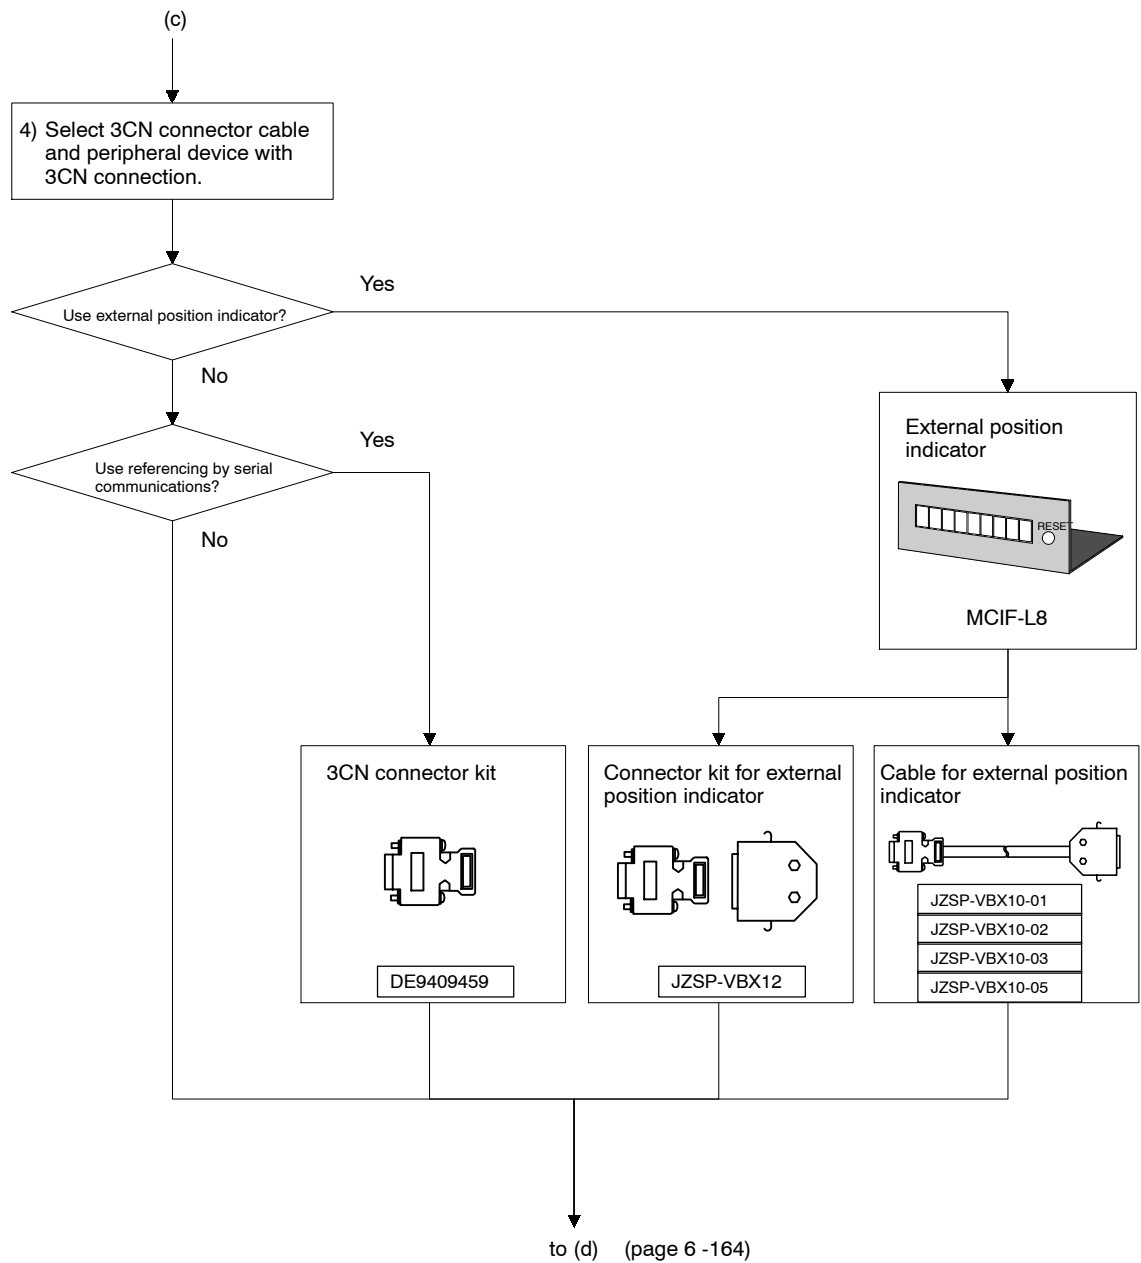 (c)
4) Select 3CN connector cable
and peripheral device with
3CN connection.
Yes
Use external position indicator?
No
Yes
Use referencing by serial
communications?
No
External position
indicator
RESET
MCIF-L8
3CN connector kit
DE9409459
Connector kit for external
position indicator
JZSP-VBX12
Cable for external position
indicator
JZSP-VBX10-01
JZSP-VBX10-02
JZSP-VBX10-03
JZSP-VBX10-05
to (d) (page 6 -164)